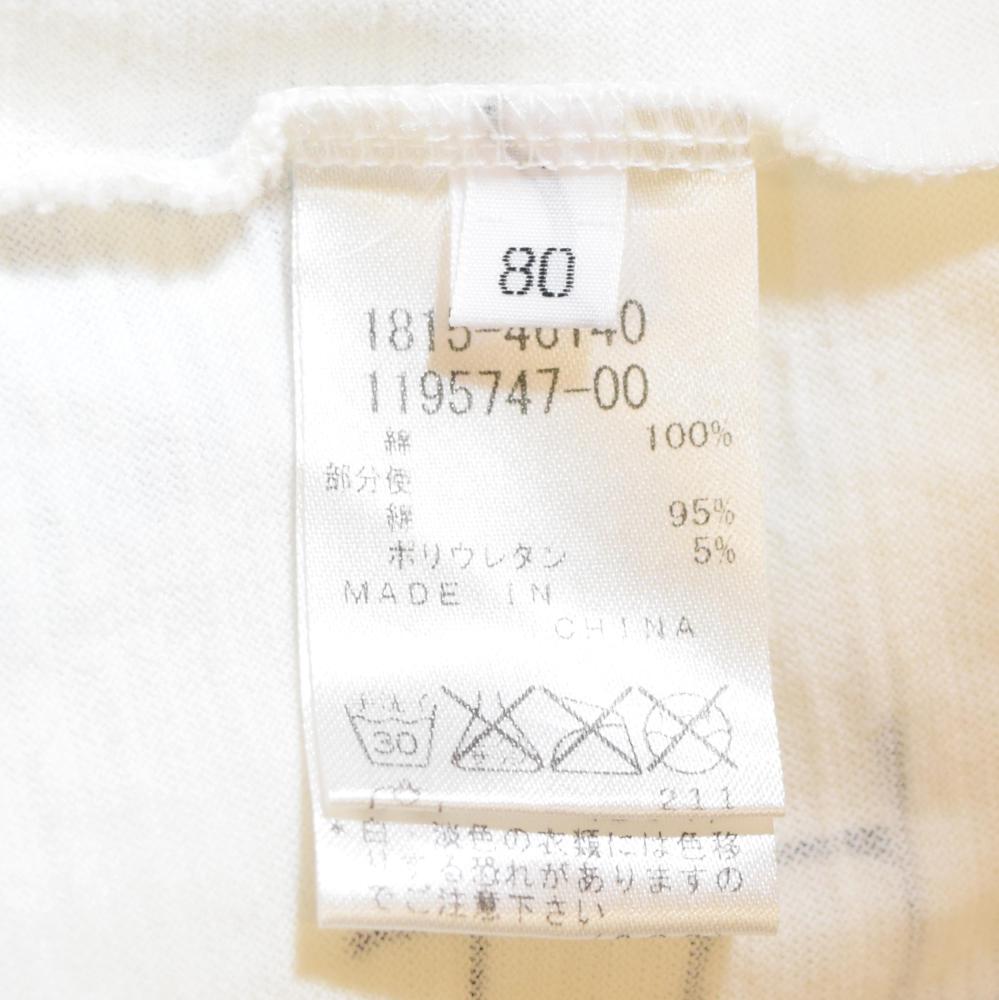 80
1815-46140
1195747-00
綿 100%
部分使
綿 95%
ポリウレタン 5%
MADE IN
CHINA
30
211
*白 淡色の衣類には色移
行する恐れがありますの
でご注意下さい